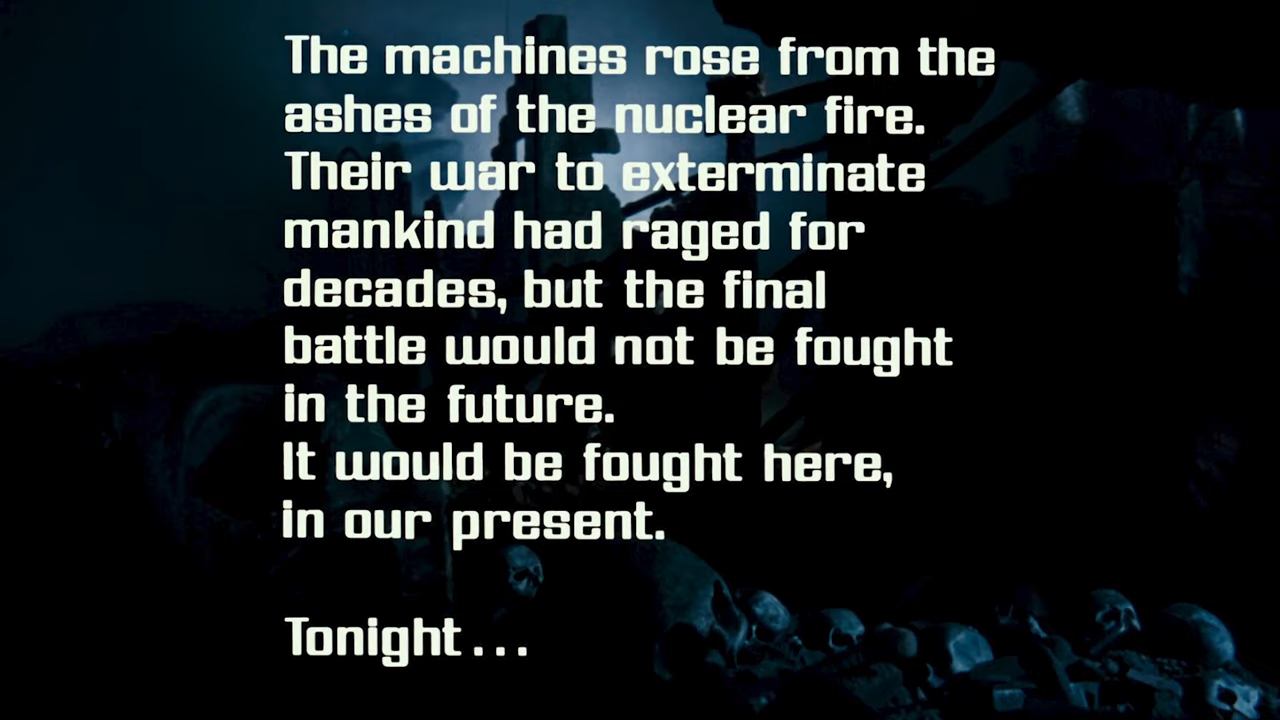 The machines rose from the
ashes of the nuclear fire.
Their war to exterminate
mankind had raged for
decades, but the final
battle would not be fought
in the future.
It would be fought here,
in our present.
Tonight...